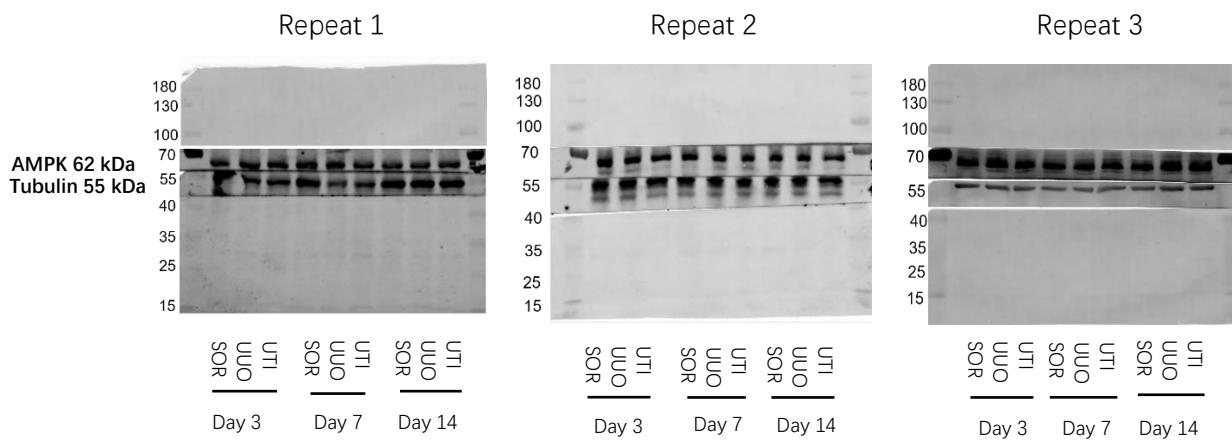 Repeat 1
Repeat 2
Repeat 3
AMPK 62 kDa
Tubulin 55 kDa
180
130
100
70
55
40
35
25
15
180
130
100
70
55
40
35
25
15
180
130
100
70
55
40
35
25
15
SOR
UUO
UTI
SOR
UUO
UTI
SOR
UUO
UTI
SOR
UUO
UTI
SOR
UUO
UTI
SOR
UUO
UTI
SOR
UUO
UTI
SOR
UUO
UTI
SOR
UUO
UTI
Day 3
Day 7
Day 14
Day 3
Day 7
Day 14
Day 3
Day 7
Day 14